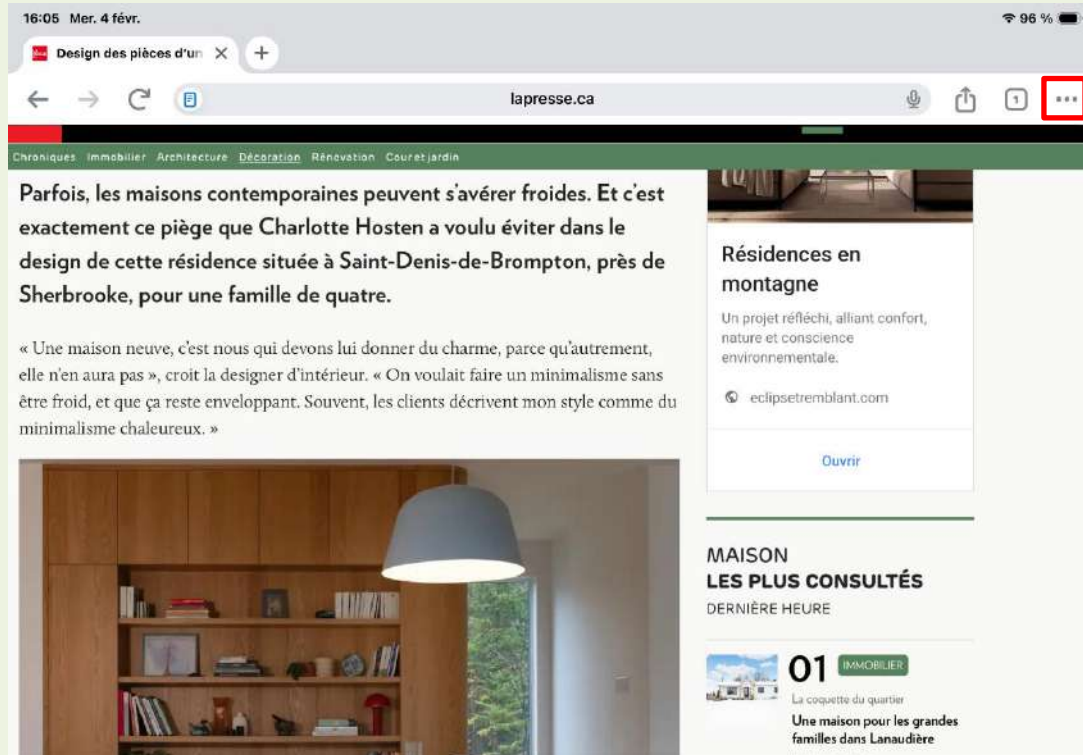 16:05 Mer. 4 févr.
96 %
Design des pièces d'un
lapresse.ca
1
Chroniques Immobilier Architecture Décoration Rénovation Cour et jardin
Parfois, les maisons contemporaines peuvent s'avérer froides. Et c'est
exactement ce piège que Charlotte Hosten a voulu éviter dans le
design de cette résidence située à Saint-Denis-de-Brompton, près de
Sherbrooke, pour une famille de quatre.
« Une maison neuve, c'est nous qui devons lui donner du charme, parce qu'autrement,
elle n'en aura pas », croit la designer d'intérieur. « On voulait faire un minimalisme sans
être froid, et que ça reste enveloppant. Souvent, les clients décrivent mon style comme du
minimalisme chaleureux. »
Résidences en
montagne
Un projet réfléchi, alliant confort,
nature et conscience
environnementale.
eclipsetremblant.com
Ouvrir
MAISON
LES PLUS CONSULTÉS
DERNIÈRE HEURE
01 IMMOBILIER
La coquette du quartier
Une maison pour les grandes
familles dans Lanaudière